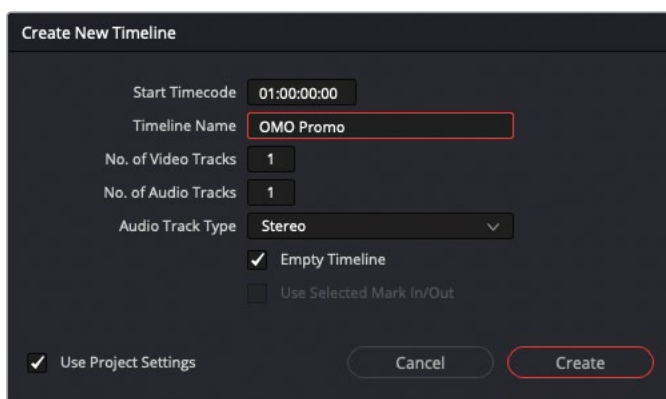 Create New Timeline
Start Timecode 01:00:00:00
Timeline Name OMO Promo
No. of Video Tracks 1
No. of Audio Tracks 1
Audio Track Type Stereo
Empty Timeline
Use Selected Mark In/Out
Use Project Settings Cancel Create